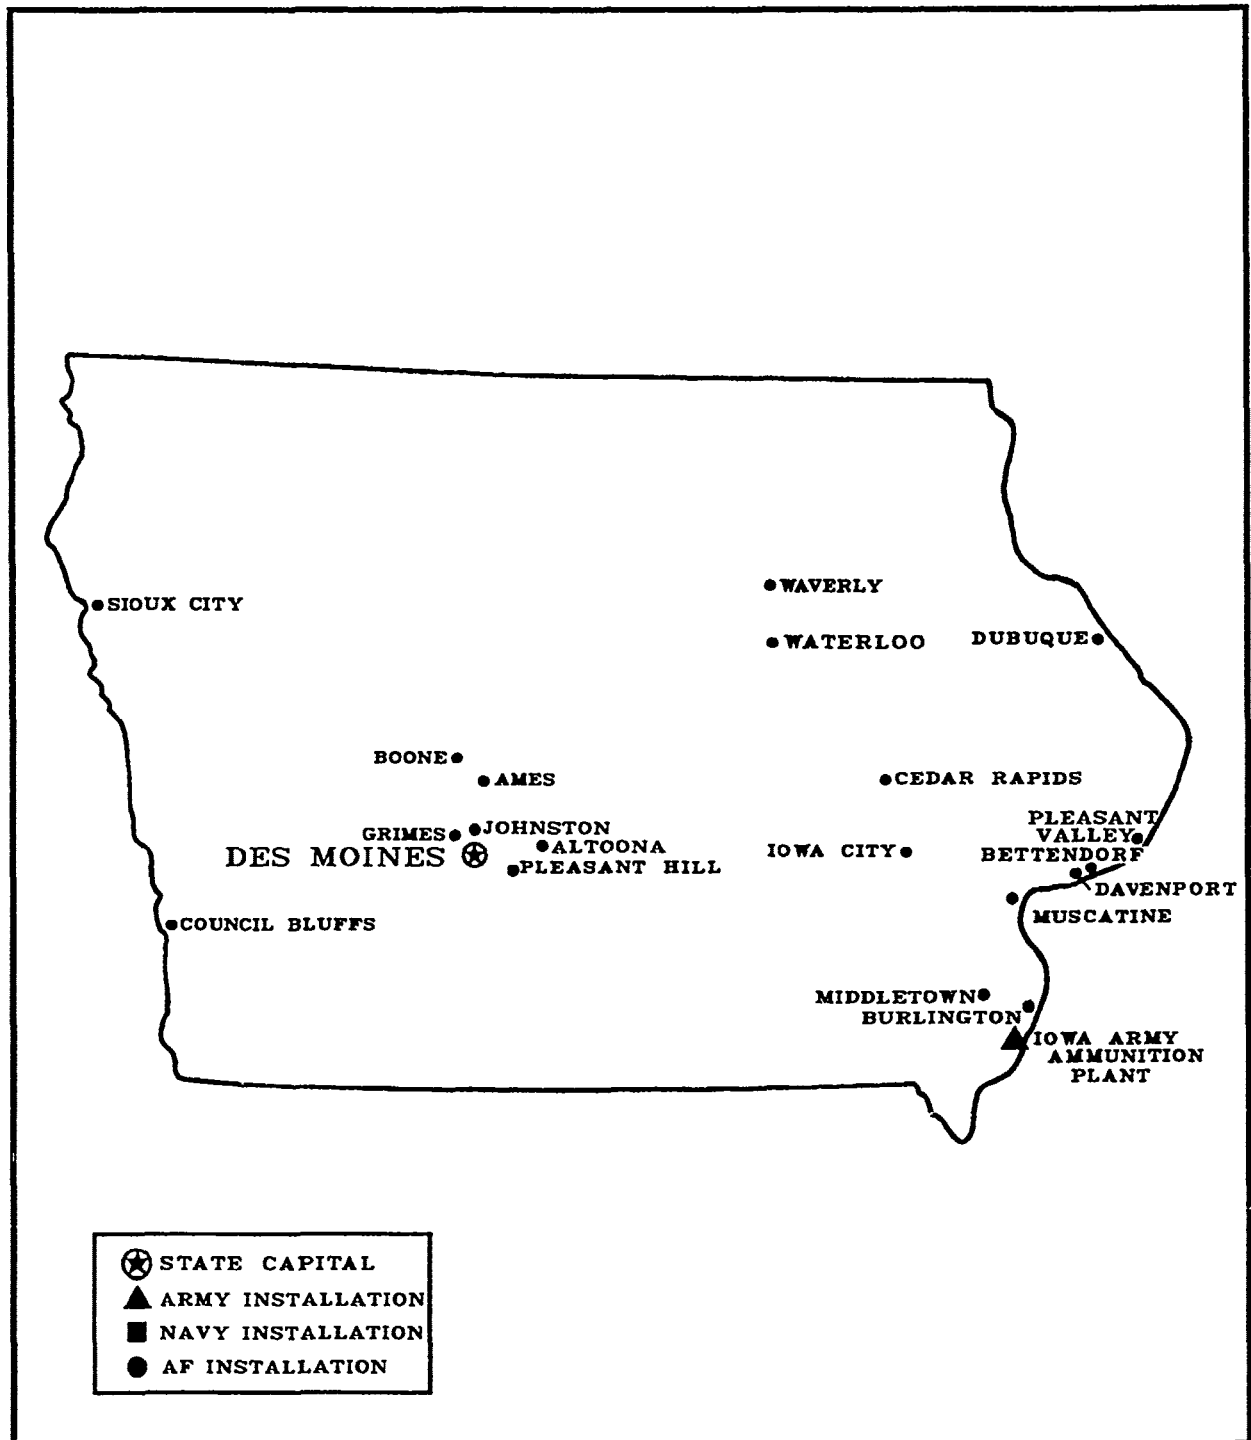 WAVERLY
SIOUX CITY
WATERLOO
DUBUQUE
BOONE
AMES
CEDAR RAPIDS
PLEASANT
VALLEY
GRIMES
JOHNSTON
ALTOONA
DES MOINES
IOWA CITY
BETTENDORF
PLEASANT HILL
DAVENPORT
MUSCATINE
COUNCIL BLUFFS
MIDDLETOWN
BURLINGTON
IOWA ARMY
AMMUNITION
PLANT
STATE CAPITAL
ARMY INSTALLATION
NAVY INSTALLATION
AF INSTALLATION